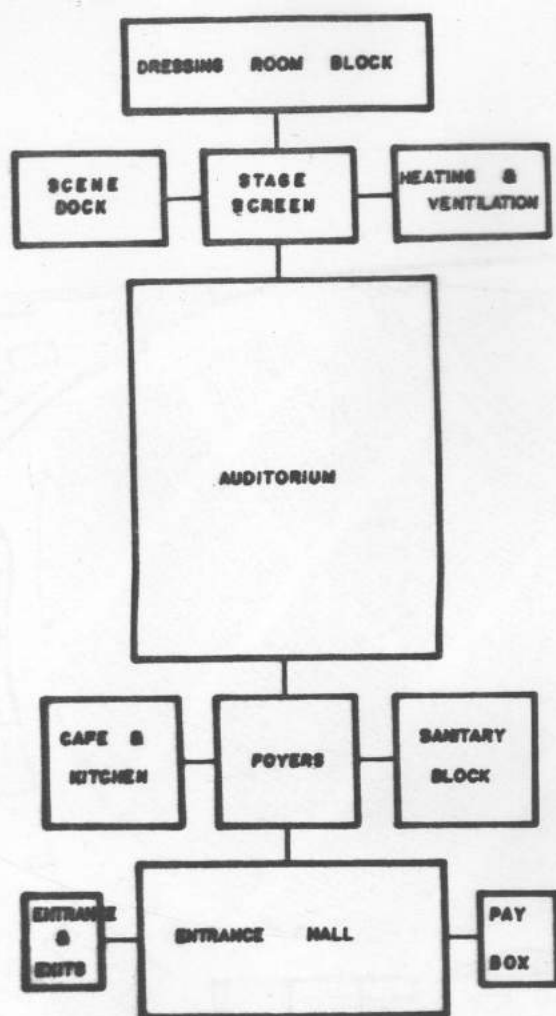 DRESSING ROOM BLOCK
SCENE
DOCK
STAGE
SCREEN
HEATING &
VENTILATION
AUDITORIUM
CAFE &
KITCHEN
FOYERS
SANITARY
BLOCK
ENTRANCE
&
EXITS
ENTRANCE HALL
PAY
BOX